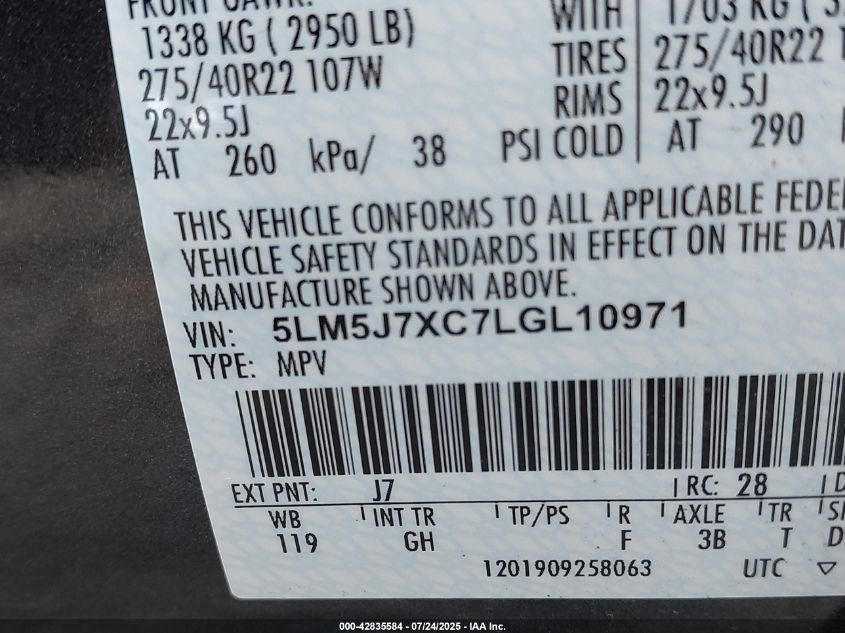 FRONT GAWR:
1338 KG ( 2950 LB)
275/40R22 107W
22x9.5J
AT 260 kPa/ 38 PSI COLD
WITH 1703 KG (
TIRES 275/40R22
RIMS 22x9.5J
AT 290
THIS VEHICLE CONFORMS TO ALL APPLICABLE FEDE
VEHICLE SAFETY STANDARDS IN EFFECT ON THE DAT
MANUFACTURE SHOWN ABOVE.
VIN: 5LM5J7XC7LGL10971
TYPE: MPV
EXT PNT: J7 RC: 28
WB INT TR TP/PS R AXLE TR
119 GH F 3B T D
1201909258063 UTC
000-42835584 - 07/24/2025 - IAA Inc.